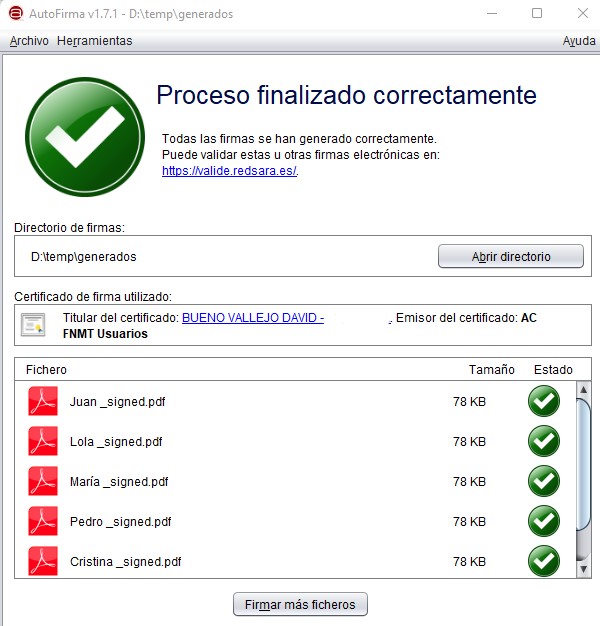 AutoFirma v1.7.1 - D:\temp\generados
Archivo Herramientas Ayuda
Proceso finalizado correctamente
Todas las firmas se han generado correctamente.
Puede validar estas u otras firmas electrónicas en:
https://valide.redsara.es/.
Directorio de firmas:
D:\temp\generados
Abrir directorio
Certificado de firma utilizado:
Titular del certificado: BUENO VALLEJO DAVID - . Emisor del certificado: AC
FNMT Usuarios
Fichero Tamaño Estado
Juan _signed.pdf 78 KB
Lola _signed.pdf 78 KB
María _signed.pdf 78 KB
Pedro _signed.pdf 78 KB
Cristina _signed.pdf 78 KB
Firmar más ficheros